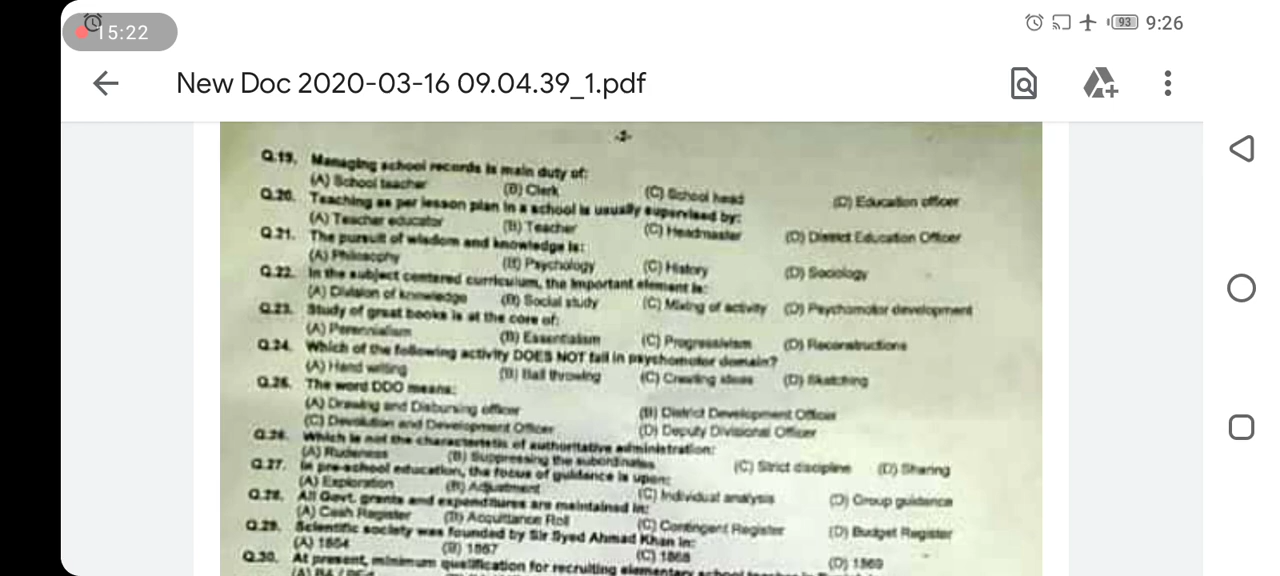 15:22
93 9:26
New Doc 2020-03-16 09.04.39_1.pdf
-2-
Q.19. Managing school records is main duty of:
(A) School teacher (B) Clerk (C) School head (D) Education officer
Q.20. Teaching as per lesson plan in a school is usually supervised by:
(A) Teacher educator (B) Teacher (C) Headmaster (D) District Education Officer
Q.21. The pursuit of wisdom and knowledge is:
(A) Philosophy (B) Psychology (C) History (D) Sociology
Q.22. In the subject centered curriculum, the important element is:
(A) Division of knowledge (B) Social study (C) Mixing of activity (D) Psychomotor development
Q.23. Study of great books is at the core of:
(A) Perennialism (B) Essentialism (C) Progressivism (D) Reconstructions
Q.24. Which of the following activity DOES NOT fall in psychomotor domain?
(A) Hand writing (B) Ball throwing (C) Creating ideas (D) Sketching
Q.25. The word DDO means:
(A) Drawing and Disbursing officer (B) District Development Officer
(C) Devolution and Development Officer (D) Deputy Divisional Officer
Q.26. Which is not the characteristic of authoritative administration:
(A) Rudeness (B) Suppressing the subordinates (C) Strict discipline (D) Sharing
Q.27. In pre-school education, the focus of guidance is upon:
(A) Exploration (B) Adjustment (C) Individual analysis (D) Group guidance
Q.28. All Govt. grants and expenditures are maintained in:
(A) Cash Register (B) Acquittance Roll (C) Contingent Register (D) Budget Register
Q.29. Scientific society was founded by Sir Syed Ahmad Khan in:
(A) 1864 (B) 1867 (C) 1868 (D) 1869
Q.30. At present, minimum qualification for recruiting elementary school teacher in